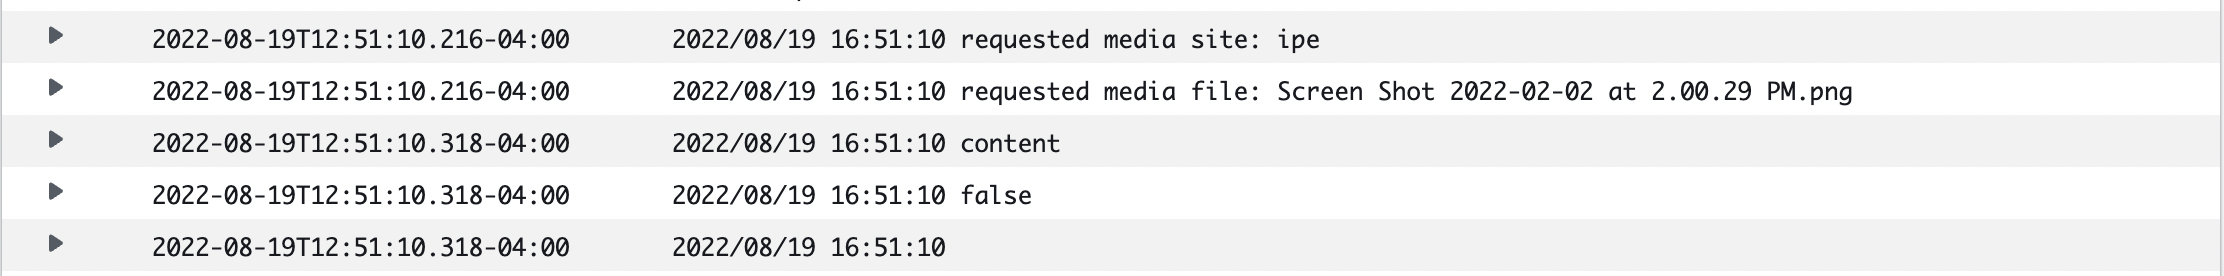 2022-08-19T12:51:10.216-04:00 2022/08/19 16:51:10 requested media site: ipe
2022-08-19T12:51:10.216-04:00 2022/08/19 16:51:10 requested media file: Screen Shot 2022-02-02 at 2.00.29 PM.png
2022-08-19T12:51:10.318-04:00 2022/08/19 16:51:10 content
2022-08-19T12:51:10.318-04:00 2022/08/19 16:51:10 false
2022-08-19T12:51:10.318-04:00 2022/08/19 16:51:10